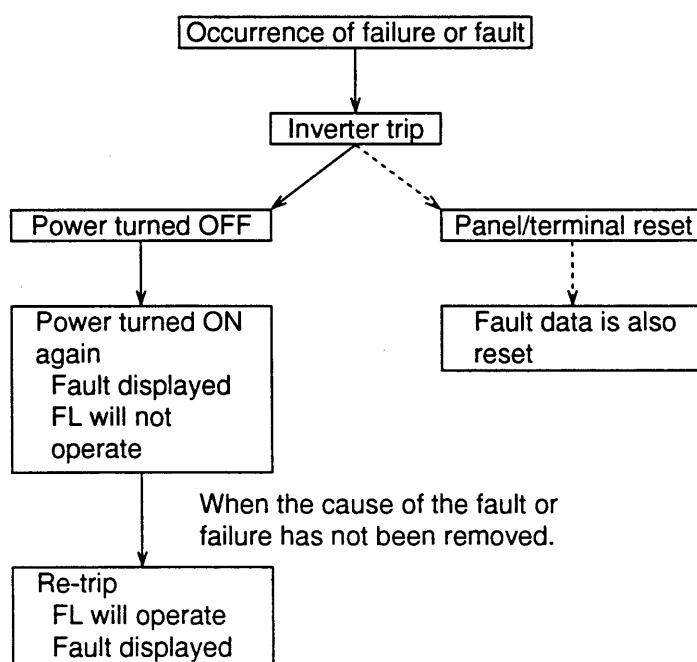 Occurrence of failure or fault
Inverter trip
Power turned OFF
Panel/terminal reset
Power turned ON
again
Fault displayed
FL will not
operate
Fault data is also
reset
When the cause of the fault or
failure has not been removed.
Re-trip
FL will operate
Fault displayed